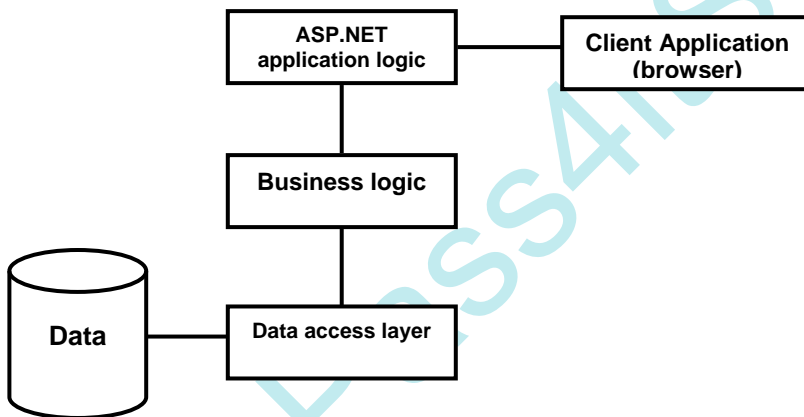 ASP.NET
application logic
Client Application
(browser)
Business logic
Data
Data access layer